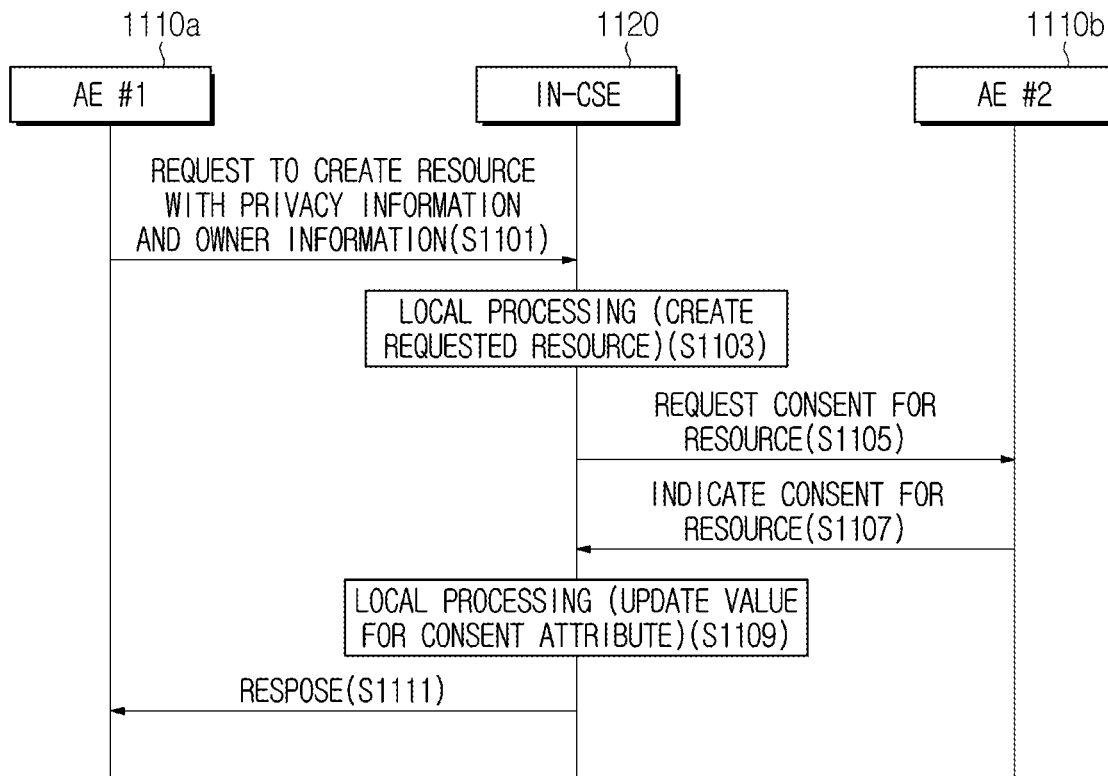 1110a
1120
1110b
AE #1
IN-CSE
AE #2
REQUEST TO CREATE RESOURCE
WITH PRIVACY INFORMATION
AND OWNER INFORMATION(S1101)
LOCAL PROCESSING (CREATE
REQUESTED RESOURCE)(S1103)
REQUEST CONSENT FOR
RESOURCE(S1105)
INDICATE CONSENT FOR
RESOURCE(S1107)
LOCAL PROCESSING (UPDATE VALUE
FOR CONSENT ATTRIBUTE)(S1109)
RESPOSE(S1111)